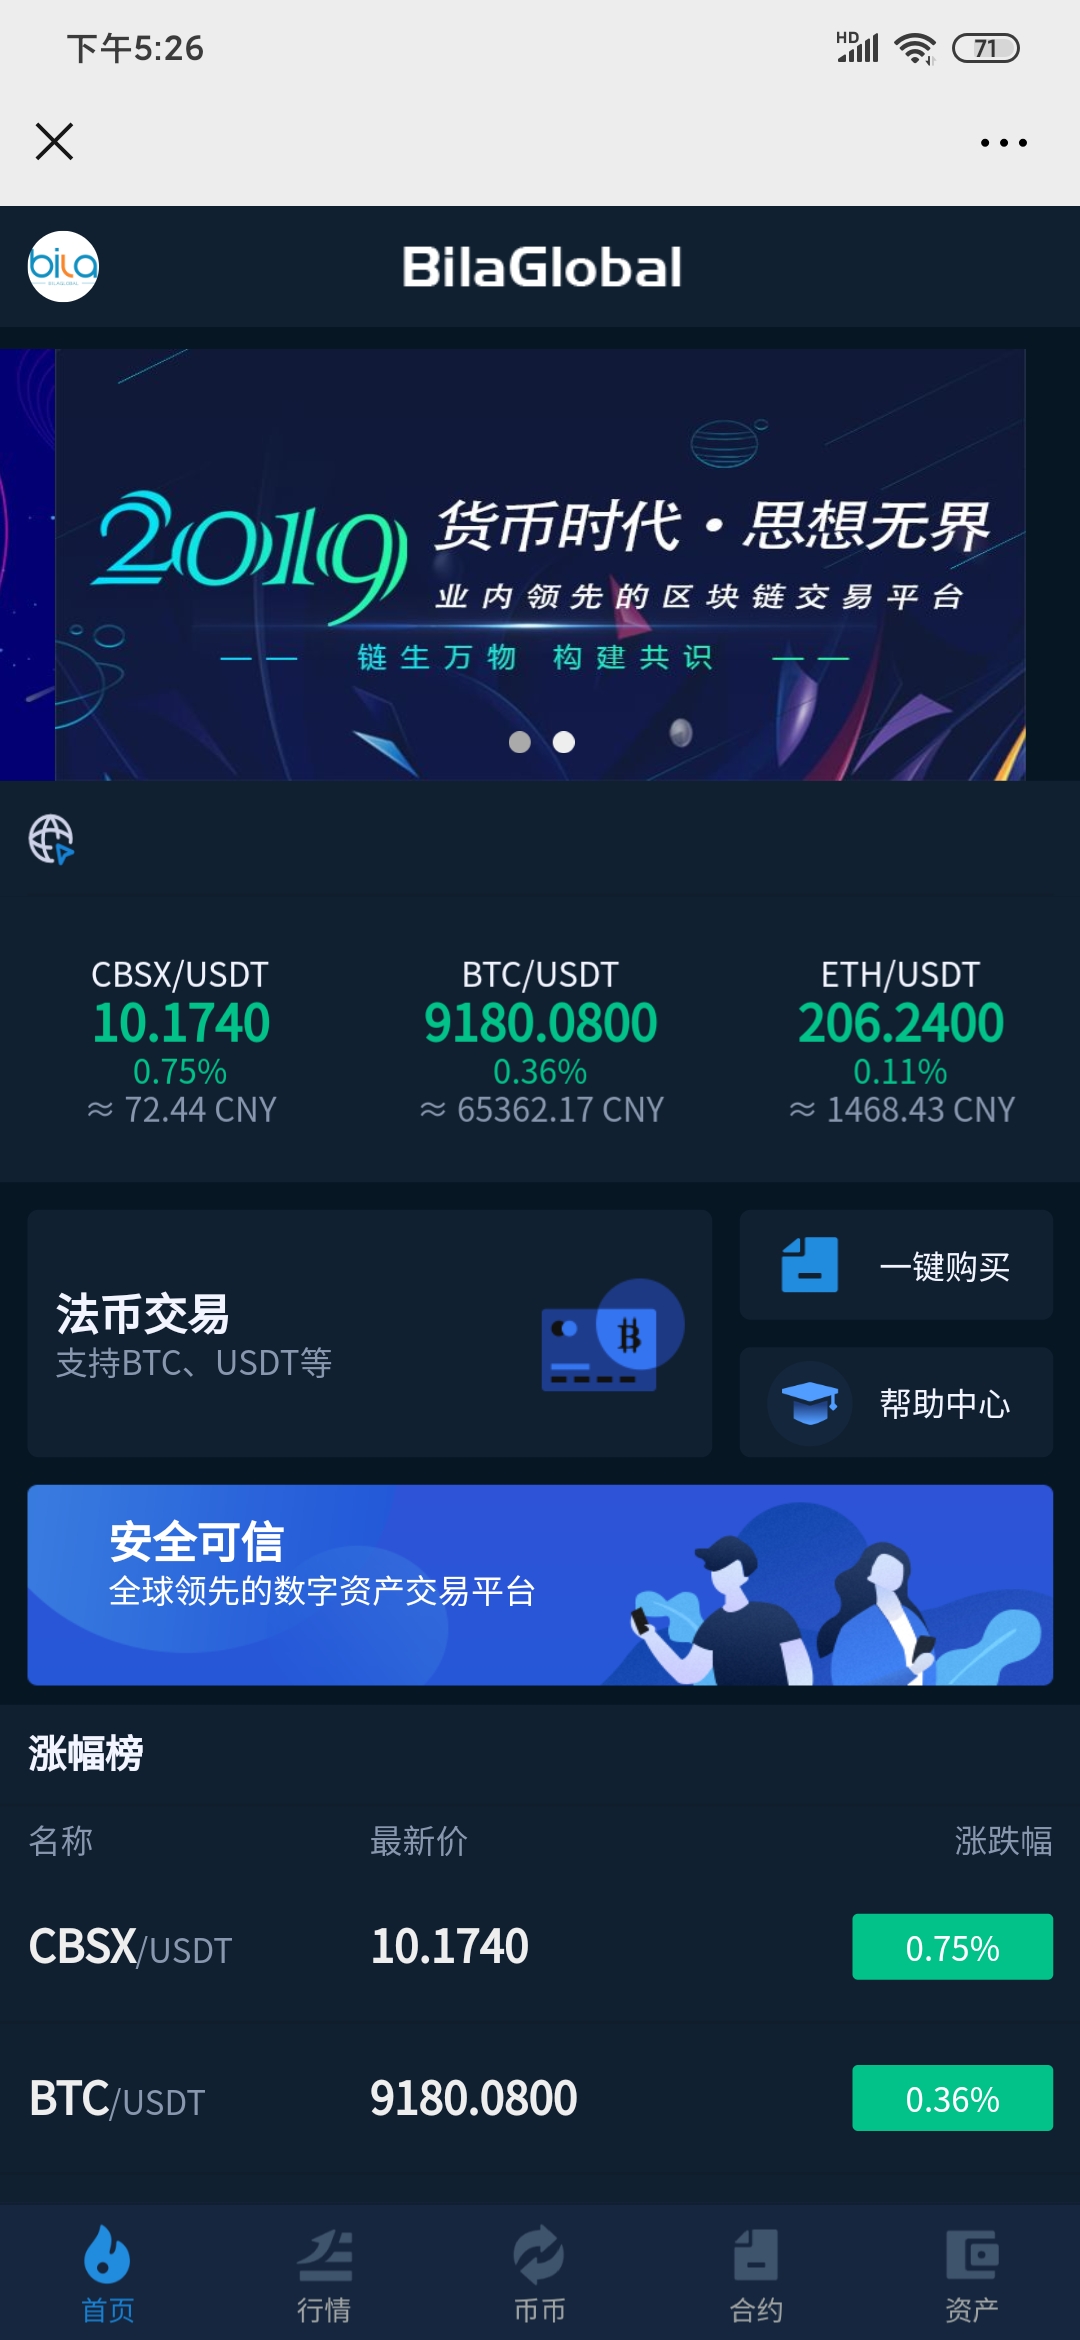 下午5:26
HD
71
bila
BilaGlobal
2019 货币时代·思想无界
业内领先的区块链交易平台
链生万物 构建共识
CBSX/USDT
10.1740
0.75%
≈ 72.44 CNY
BTC/USDT
9180.0800
0.36%
≈ 65362.17 CNY
ETH/USDT
206.2400
0.11%
≈ 1468.43 CNY
法币交易
支持BTC、USDT等
一键购买
帮助中心
安全可信
全球领先的数字资产交易平台
涨幅榜
名称 最新价 涨跌幅
CBSX/USDT 10.1740 0.75%
BTC/USDT 9180.0800 0.36%
首页 行情 币币 合约 资产